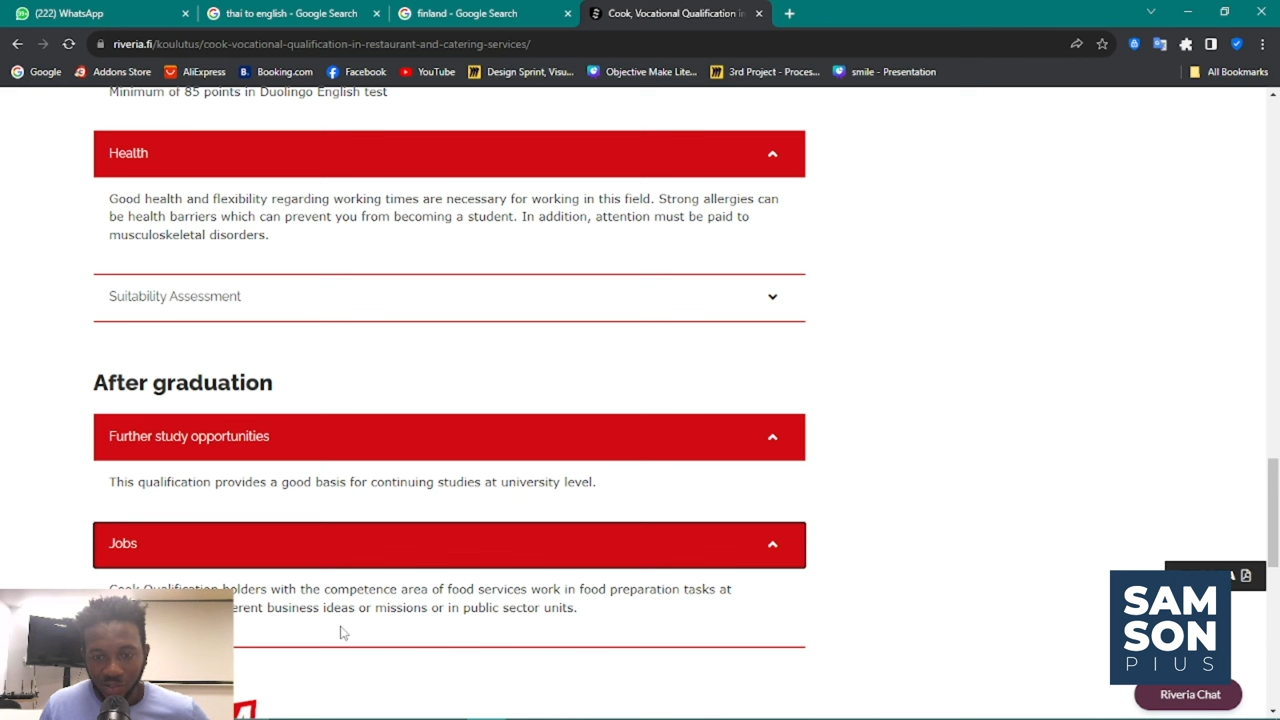 (222) WhatsApp
thai to english - Google Search
finland - Google Search
Cook, Vocational Qualification in
riveria.fi/koulutus/cook-vocational-qualification-in-restaurant-and-catering-services/
Google
Addons Store
AliExpress
Booking.com
Facebook
YouTube
Design Sprint, Visu...
Objective Make Lite...
3rd Project - Proces...
smile - Presentation
All Bookmarks
Minimum of 85 points in Duolingo English test
Health
Good health and flexibility regarding working times are necessary for working in this field. Strong allergies can
be health barriers which can prevent you from becoming a student. In addition, attention must be paid to
musculoskeletal disorders.
Suitability Assessment
After graduation
Further study opportunities
This qualification provides a good basis for continuing studies at university level.
Jobs
Cook Qualification holders with the competence area of food services work in food preparation tasks at
business ideas or missions or in public sector units.
SAM
SON
PIUS
Riveria Chat